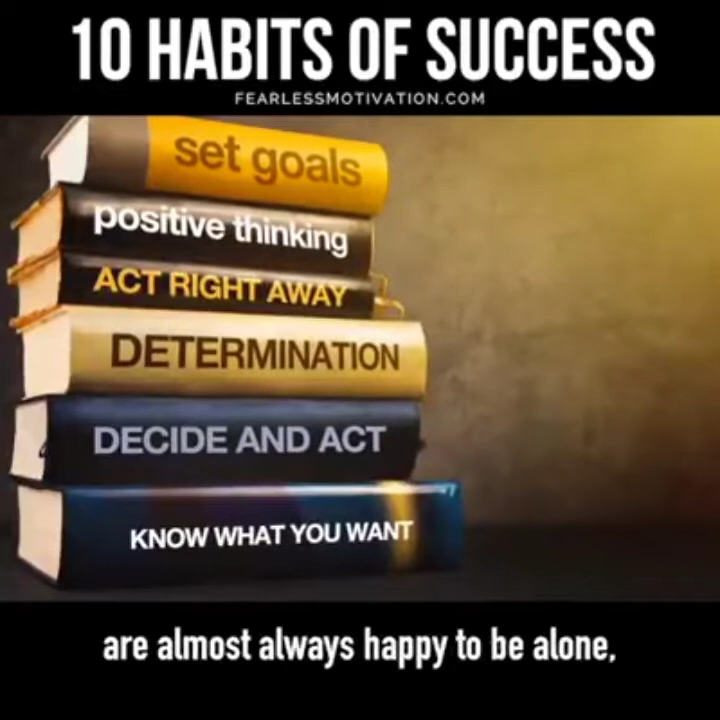 10 HABITS OF SUCCESS
FEARLESSMOTIVATION.COM
set goals
positive thinking
ACT RIGHT AWAY
DETERMINATION
DECIDE AND ACT
KNOW WHAT YOU WANT
are almost always happy to be alone,